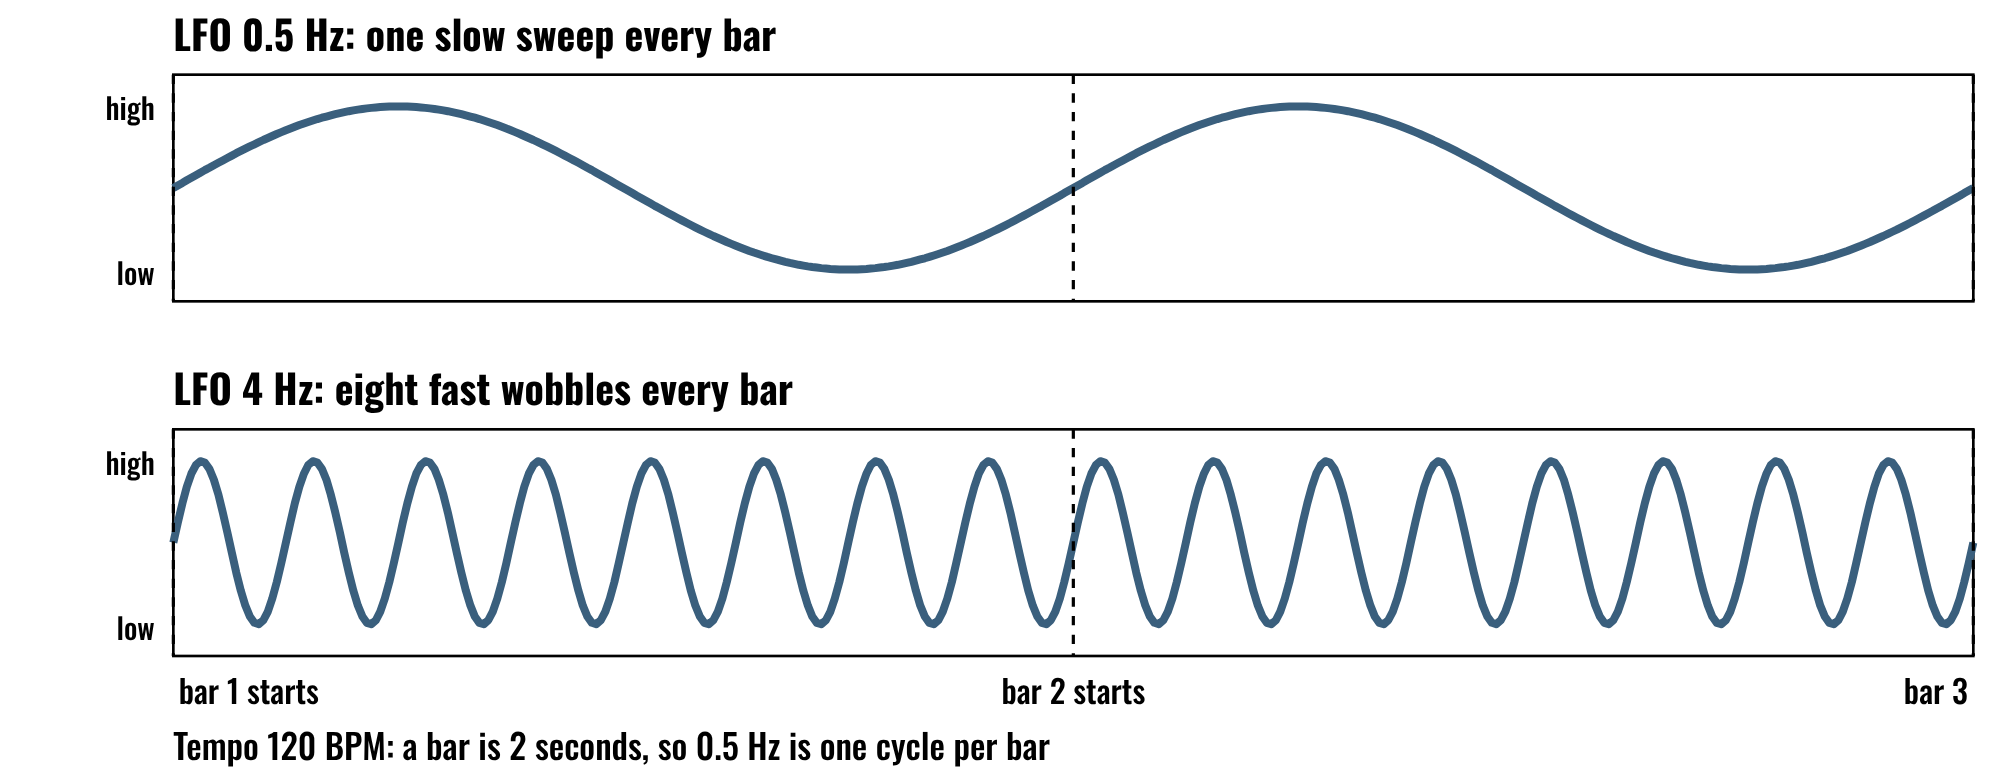 LFO 0.5 Hz: one slow sweep every bar
high
low
LFO 4 Hz: eight fast wobbles every bar
high
low
bar 1 starts
bar 2 starts
bar 3
Tempo 120 BPM: a bar is 2 seconds, so 0.5 Hz is one cycle per bar